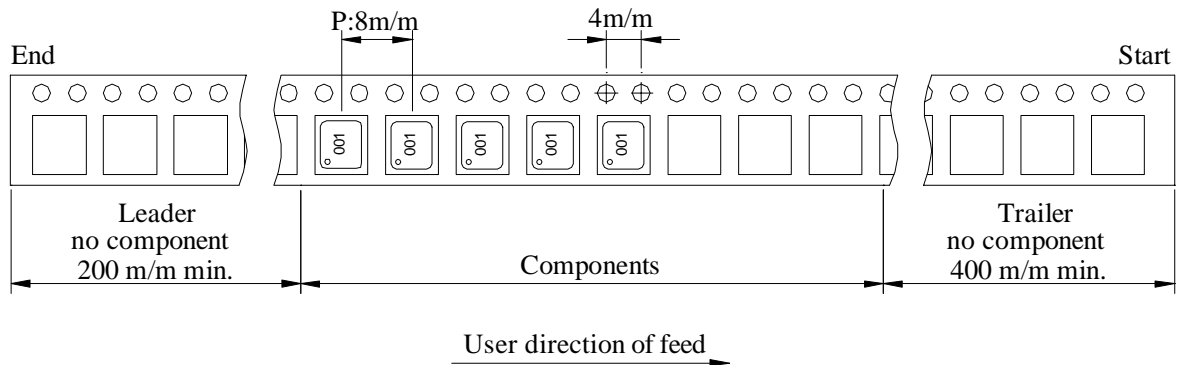 P:8m/m
4m/m
End
Start
001
001
001
001
001
Leader
no component
200 m/m min.
Components
Trailer
no component
400 m/m min.
User direction of feed